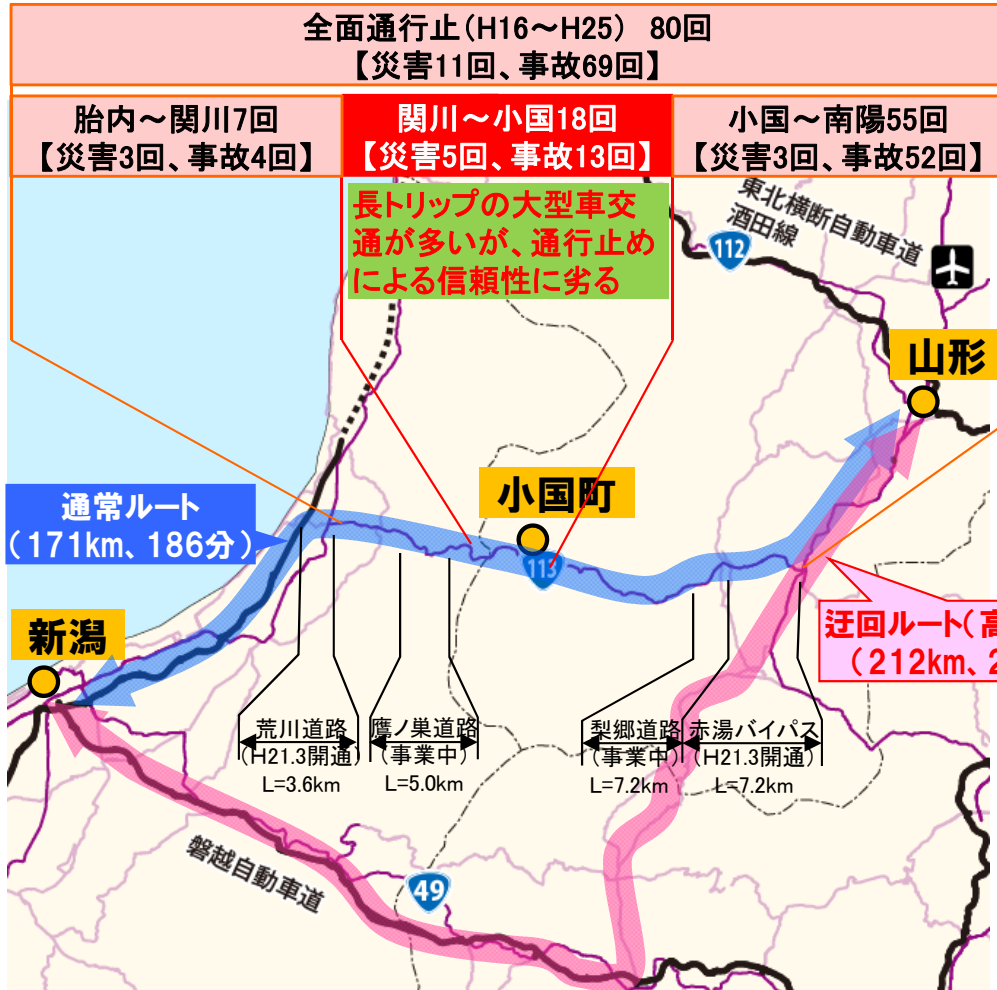 全面通行止(H16～H25) 80回
【災害11回、事故69回】
胎内～関川7回
【災害3回、事故4回】
関川～小国18回
【災害5回、事故13回】
小国～南陽55回
【災害3回、事故52回】
長トリップの大型車交
通が多いが、通行止め
による信頼性に劣る
東北横断自動車道
酒田線
112
山形
小国町
通常ルート
(171km、186分)
113
新潟
迂回ルート(高
(212km、2
荒川道路
(H21.3開通)
L=3.6km
鷹ノ巣道路
(事業中)
L=5.0km
梨郷道路
(事業中)
L=7.2km
赤湯バイパス
(H21.3開通)
L=7.2km
磐越自動車道
49